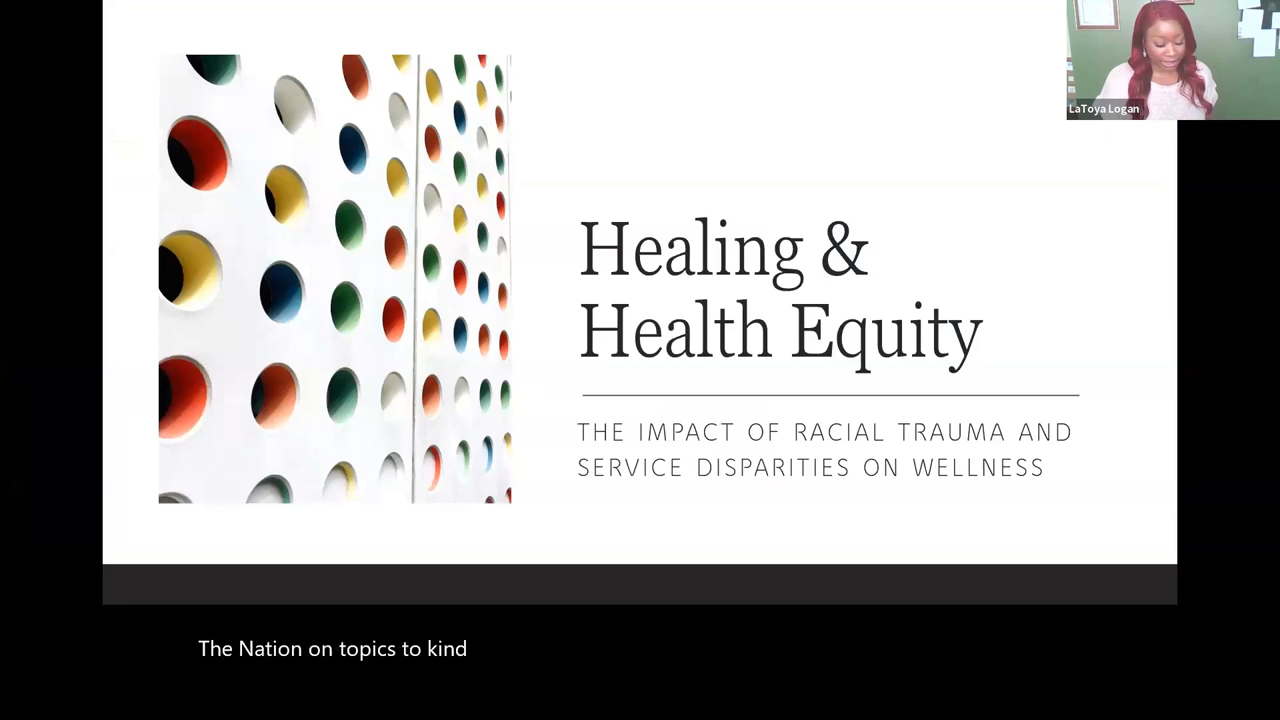 LaToya Logan
Healing &
Health Equity
THE IMPACT OF RACIAL TRAUMA AND
SERVICE DISPARITIES ON WELLNESS
The Nation on topics to kind